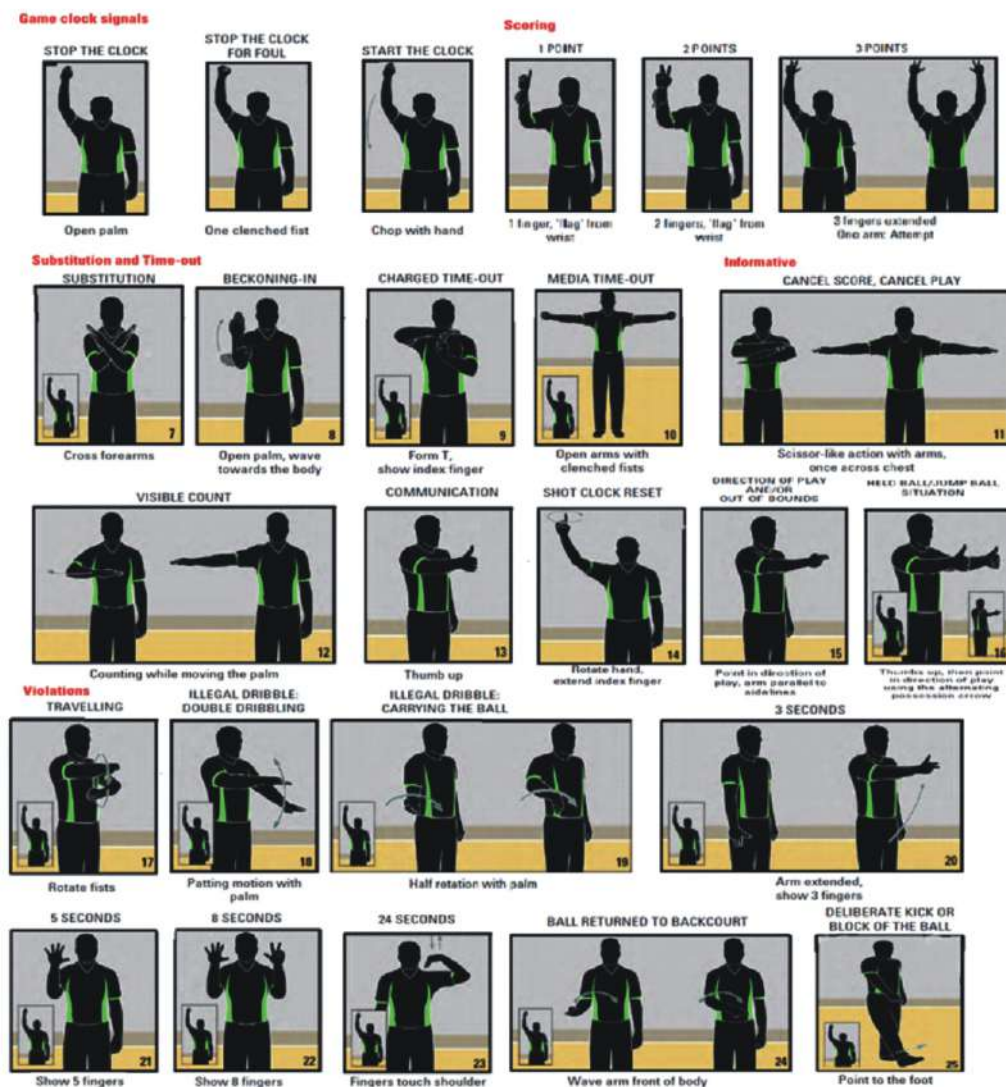 Game clock signals
Scoring
STOP THE CLOCK
STOP THE CLOCK
FOR FOUL
START THE CLOCK
1 POINT
2 POINTS
3 POINTS
Open palm
One clenched fist
Chop with hand
1 finger, 'flag' from
wrist
2 fingers, 'flag' from
wrist
3 fingers extended
One arm: Attempt
Substitution and Time-out
Informative
SUBSTITUTION
BECKONING-IN
CHARGED TIME-OUT
MEDIA TIME-OUT
CANCEL SCORE, CANCEL PLAY
7
8
9
10
11
Cross forearms
Open palm, wave
towards the body
Form T,
show index finger
Open arms with
clenched fists
Scissor-like action with arms,
once across chest
VISIBLE COUNT
COMMUNICATION
SHOT CLOCK RESET
DIRECTION OF PLAY
AND/OR
OUT OF BOUNDS
HELD BALL/JUMP BALL
SITUATION
12
13
14
15
16
Counting while moving the palm
Thumb up
Rotate hand,
extend index finger
Point in direction of
play, arm parallel to
sidelines
Thumbs up, then point
in direction of play
using the alternating
possession arrow
Violations
TRAVELLING
ILLEGAL DRIBBLE:
DOUBLE DRIBBLING
ILLEGAL DRIBBLE:
CARRYING THE BALL
3 SECONDS
17
18
19
20
Rotate fists
Patting motion with
palm
Half rotation with palm
Arm extended,
show 3 fingers
5 SECONDS
8 SECONDS
24 SECONDS
BALL RETURNED TO BACKCOURT
DELIBERATE KICK OR
BLOCK OF THE BALL
21
22
23
24
25
Show 5 fingers
Show 8 fingers
Fingers touch shoulder
Wave arm front of body
Point to the foot